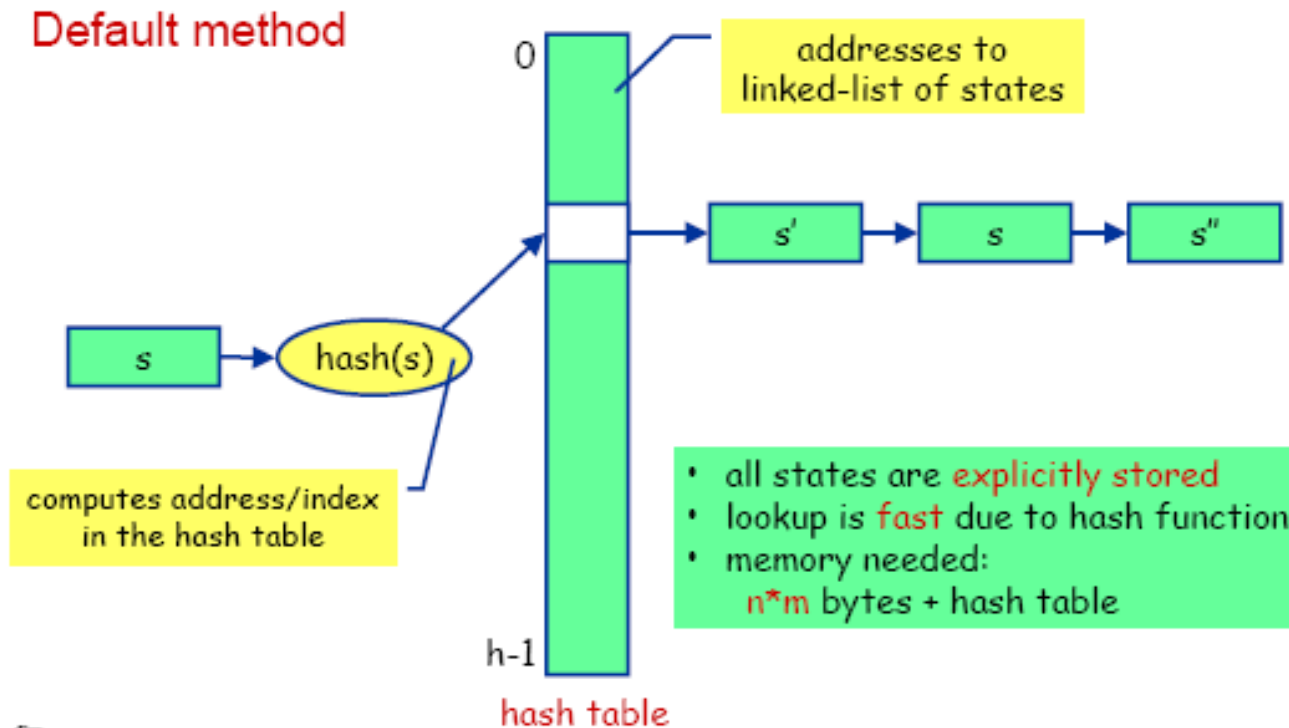 Default method
0
addresses to
linked-list of states
s'
s
s"
s
hash(s)
computes address/index
in the hash table
• all states are explicitly stored
• lookup is fast due to hash function
• memory needed:
n*m bytes + hash table
h-1
hash table